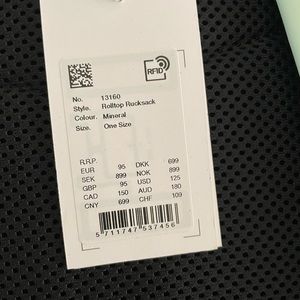 RFID
No. 13160
Style. Rolltop Rucksack
Colour. Mineral
Size. One Size
R.R.P.
EUR 95 DKK 699
SEK 899 NOK 899
GBP 95 USD 125
CAD 150 AUD 180
CNY 699 CHF 109
5 711747 537456